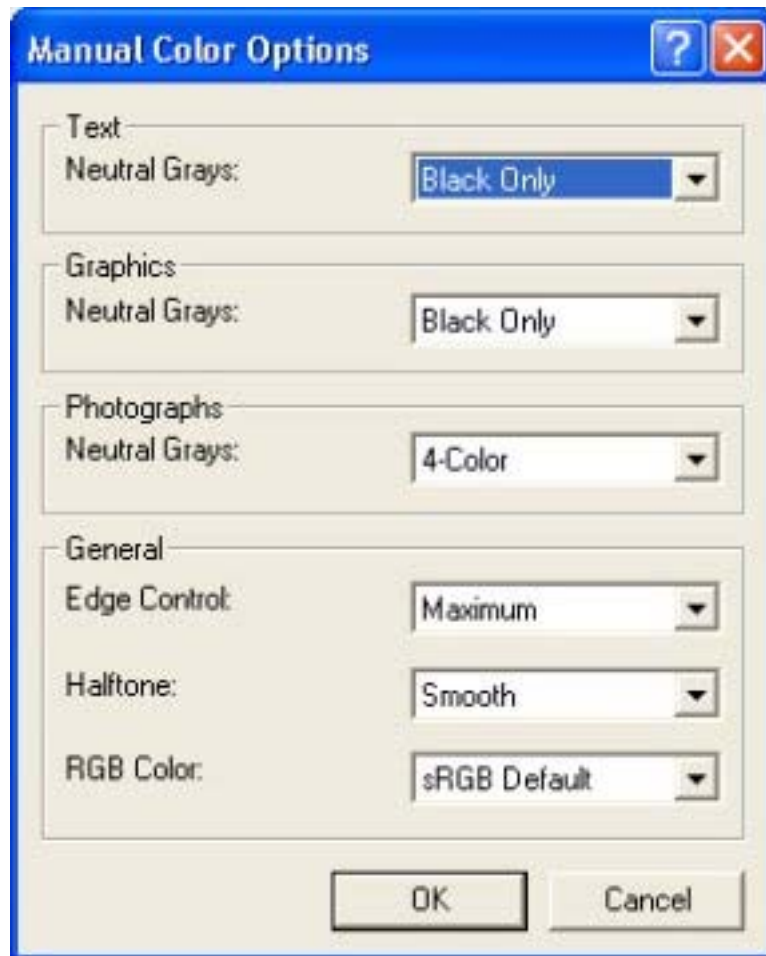 Manual Color Options
Text
Neutral Grays: Black Only
Graphics
Neutral Grays: Black Only
Photographs
Neutral Grays: 4-Color
General
Edge Control: Maximum
Halftone: Smooth
RGB Color: sRGB Default
OK Cancel